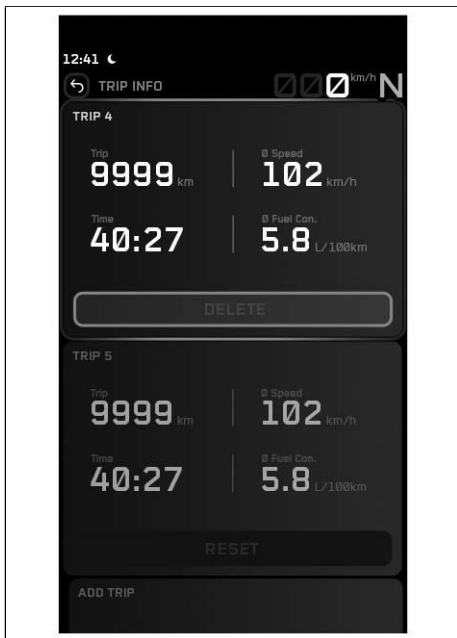 12:41
TRIP INFO
000 km/h N
TRIP 4
Trip
9999 km
Ø Speed
102 km/h
Time
40:27
Ø Fuel Con.
5.8 L/100km
DELETE
TRIP 5
Trip
9999 km
Ø Speed
102 km/h
Time
40:27
Ø Fuel Con.
5.8 L/100km
RESET
ADD TRIP